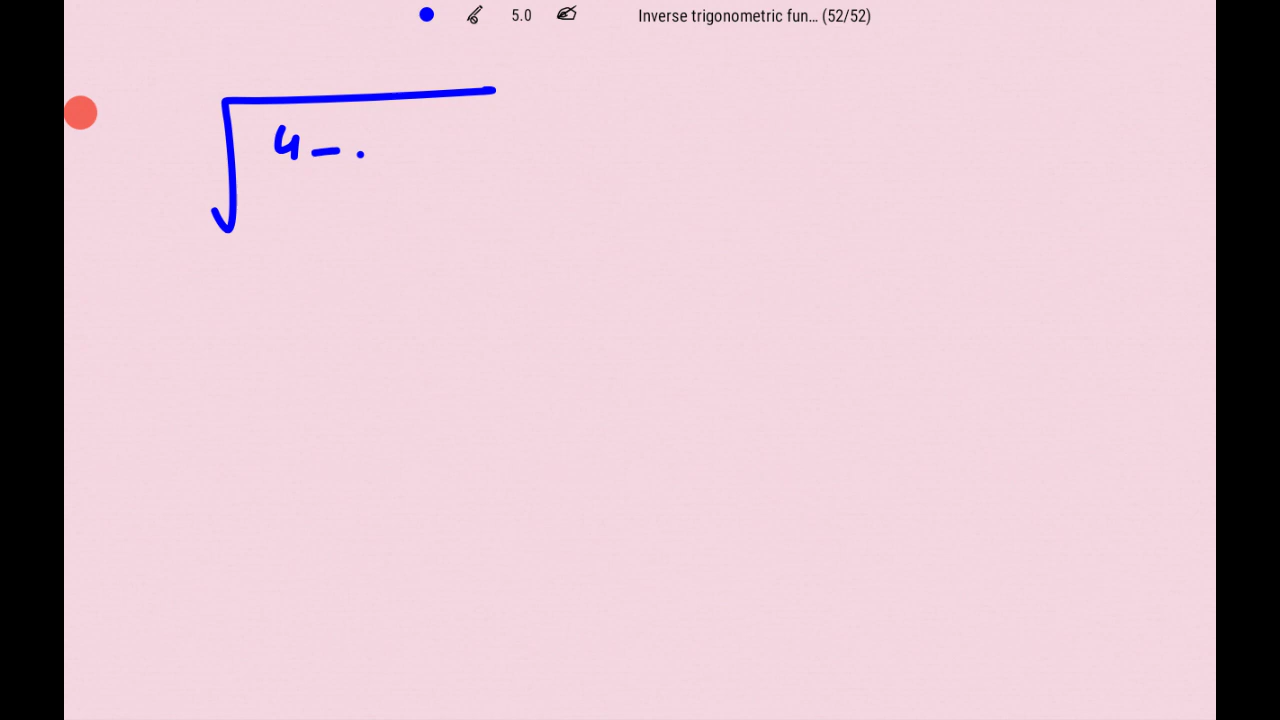 5.0 Inverse trigonometric fun… (52/52)
√4 - .